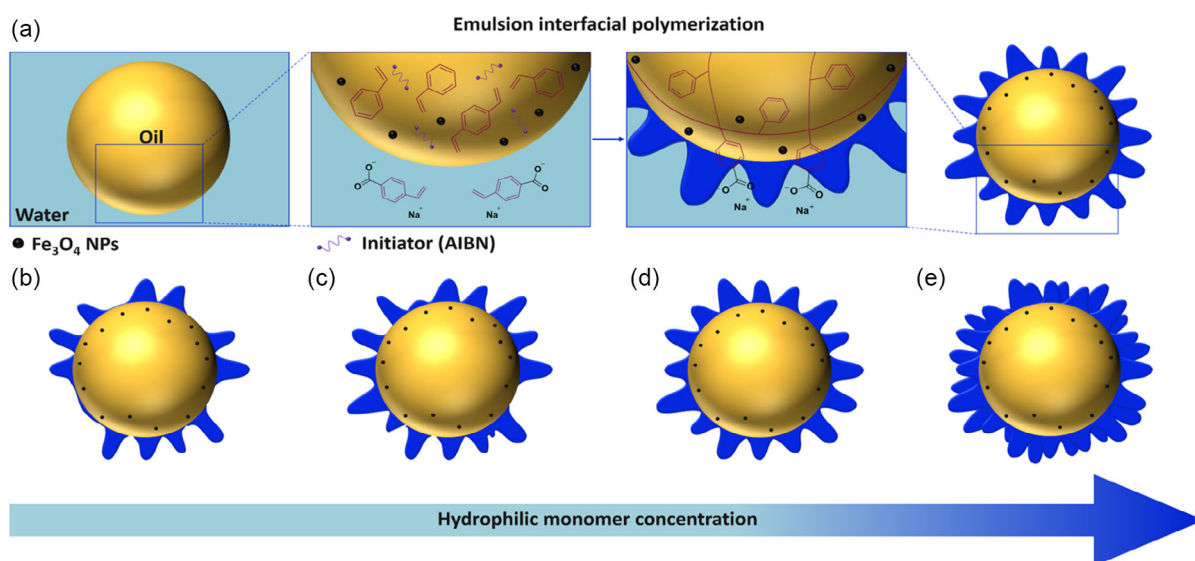 (a)
Emulsion interfacial polymerization
Oil
Water
O⁻
O
O⁻
O
Na⁺
Na⁺
O
O⁻
Na⁺
⁻O
O
Na⁺
Fe₃O₄ NPs
Initiator (AIBN)
(b)
(c)
(d)
(e)
Hydrophilic monomer concentration